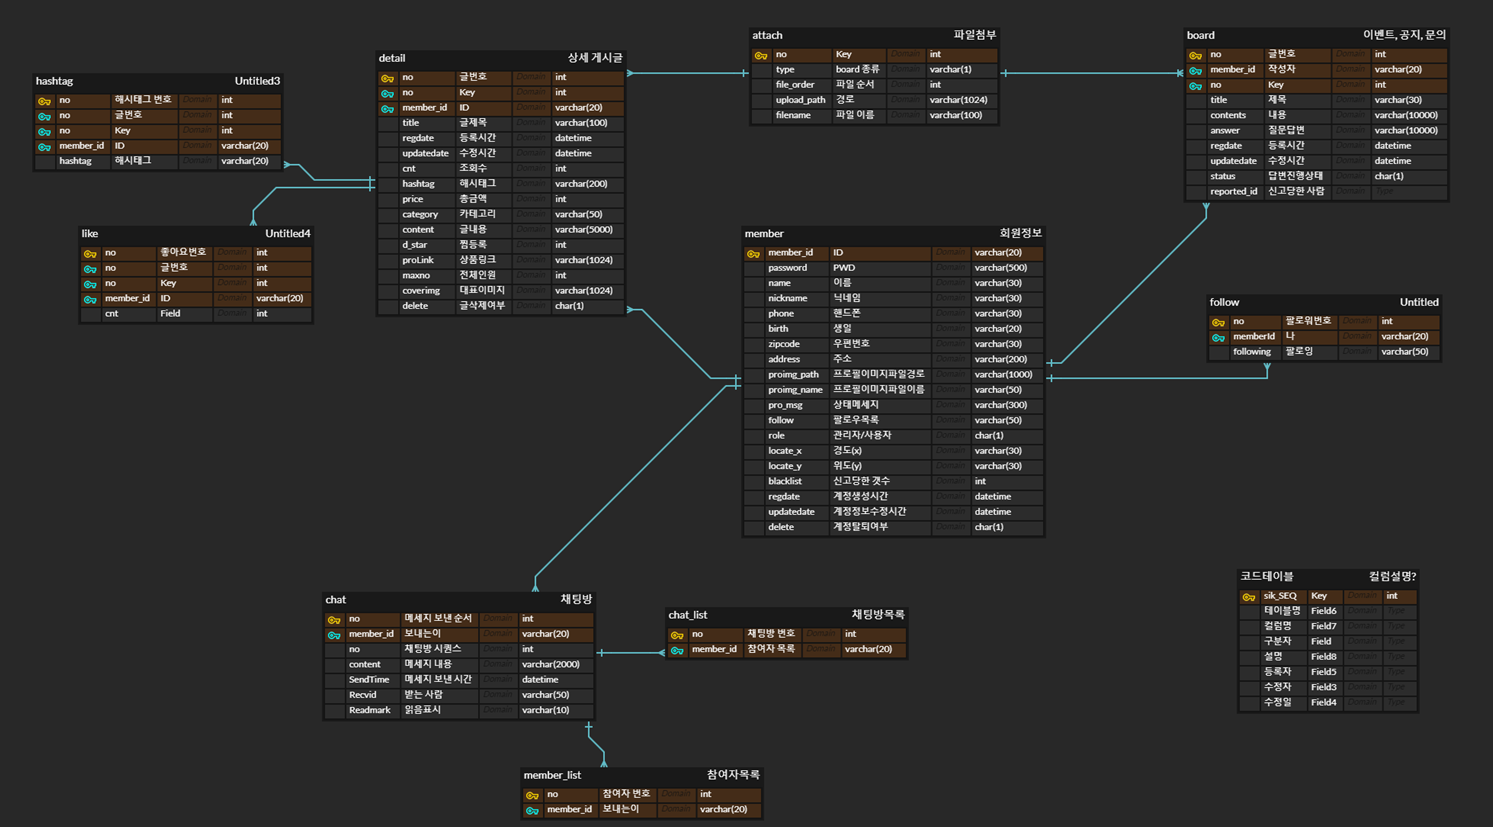 hashtag Untitled3
no 해시태그 번호 Domain int
no 글번호 Domain int
no Key Domain int
member_id ID Domain varchar(20)
hashtag 해시태그 Domain varchar(20)
like Untitled4
no 좋아요번호 Domain int
no 글번호 Domain int
no Key Domain int
member_id ID Domain varchar(20)
cnt Field Domain int
detail 상세 게시글
no 글번호 Domain int
no Key Domain int
member_id ID Domain varchar(20)
title 글제목 Domain varchar(100)
regdate 등록시간 Domain datetime
updatedate 수정시간 Domain datetime
cnt 조회수 Domain int
hashtag 해시태그 Domain varchar(200)
price 총금액 Domain int
category 카테고리 Domain varchar(50)
content 글내용 Domain varchar(5000)
d_star 찜등록 Domain int
proLink 상품링크 Domain varchar(1024)
maxno 전체인원 Domain int
coverimg 대표이미지 Domain varchar(1024)
delete 글삭제여부 Domain char(1)
attach 파일첨부
no Key Domain int
type board 종류 Domain varchar(1)
file_order 파일 순서 Domain int
upload_path 경로 Domain varchar(1024)
filename 파일 이름 Domain varchar(100)
board 이벤트, 공지, 문의
no 글번호 Domain int
member_id 작성자 Domain varchar(20)
no Key Domain int
title 제목 Domain varchar(30)
contents 내용 Domain varchar(10000)
answer 질문답변 Domain varchar(10000)
regdate 등록시간 Domain datetime
updatedate 수정시간 Domain datetime
status 답변진행상태 Domain char(1)
reported_id 신고당한 사람 Domain Type
member 회원정보
member_id ID Domain varchar(20)
password PWD Domain varchar(500)
name 이름 Domain varchar(30)
nickname 닉네임 Domain varchar(30)
phone 핸드폰 Domain varchar(30)
birth 생일 Domain varchar(20)
zipcode 우편번호 Domain varchar(30)
address 주소 Domain varchar(200)
proimg_path 프로필이미지파일경로 Domain varchar(1000)
proimg_name 프로필이미지파일이름 Domain varchar(50)
pro_msg 상태메세지 Domain varchar(300)
follow 팔로우목록 Domain varchar(50)
role 관리자/사용자 Domain char(1)
locate_x 경도(x) Domain varchar(30)
locate_y 위도(y) Domain varchar(30)
blacklist 신고당한 갯수 Domain int
regdate 계정생성시간 Domain datetime
updatedate 계정정보수정시간 Domain datetime
delete 계정탈퇴여부 Domain char(1)
follow Untitled
no 팔로워번호 Domain int
memberId 나 Domain varchar(20)
following 팔로잉 Domain varchar(50)
chat 채팅방
no 메세지 보낸 순서 Domain int
member_id 보내는이 Domain varchar(20)
no 채팅방 시퀀스 Domain int
content 메세지 내용 Domain varchar(2000)
SendTime 메세지 보낸 시간 Domain datetime
Recvid 받는 사람 Domain varchar(50)
Readmark 읽음표시 Domain varchar(10)
chat_list 채팅방목록
no 채팅방 번호 Domain int
member_id 참여자 목록 Domain varchar(20)
member_list 참여자목록
no 참여자 번호 Domain int
member_id 보내는이 Domain varchar(20)
코드테이블 컬럼설명?
sik_SEQ Key Domain int
테이블명 Field6 Domain Type
컬럼명 Field7 Domain Type
구분자 Field Domain Type
설명 Field8 Domain Type
등록자 Field5 Domain Type
수정자 Field3 Domain Type
수정일 Field4 Domain Type